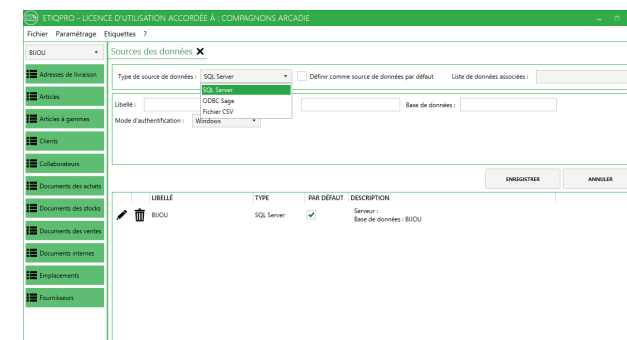 ETIQPRO - LICENCE D'UTILISATION ACCORDÉE À : COMPAGNONS ARCADIE
Fichier Paramétrage Etiquettes ?
BIJOU
Sources des données
Adresses de livraison
Articles
Articles à gammes
Clients
Collaborateurs
Documents des achats
Documents des stocks
Documents des ventes
Documents internes
Emplacements
Fournisseurs
Type de source de données : SQL Server
Définir comme source de données par défaut
Liste de données associées :
SQL Server
ODBC Sage
Fichier CSV
Libellé :
Base de données :
Mode d'authentification : Windows
ENREGISTRER ANNULER
LIBELLÉ TYPE PAR DÉFAUT DESCRIPTION
BIJOU SQL Server
Serveur :
Base de données : BIJOU